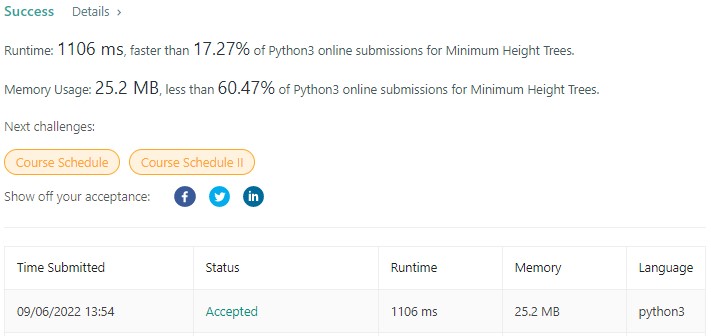 Success Details ›
Runtime: 1106 ms, faster than 17.27% of Python3 online submissions for Minimum Height Trees.
Memory Usage: 25.2 MB, less than 60.47% of Python3 online submissions for Minimum Height Trees.
Next challenges:
Course Schedule Course Schedule II
Show off your acceptance: f in
Time Submitted Status Runtime Memory Language
09/06/2022 13:54 Accepted 1106 ms 25.2 MB python3